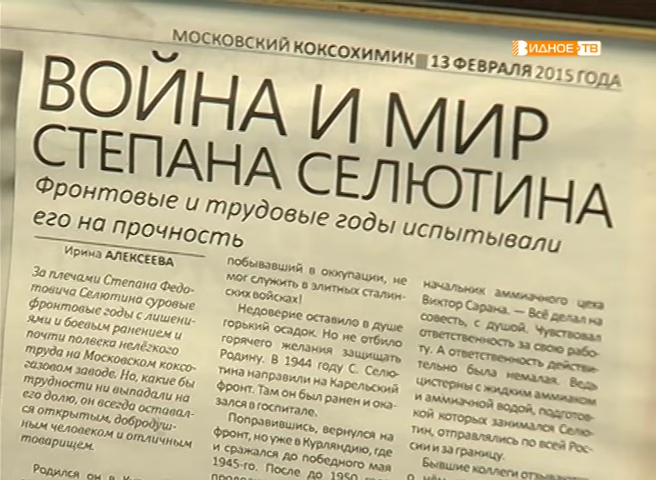 ВИДНОЕ-ТВ
МОСКОВСКИЙ КОКСОХИМИК 13 ФЕВРАЛЯ 2015 ГОДА
ВОЙНА И МИР
СТЕПАНА СЕЛЮТИНА
Фронтовые и трудовые годы испытывали
его на прочность
Ирина АЛЕКСЕЕВА
За плечами Степана Федо-
товича Селютина суровые
фронтовые годы с лишени-
ями и боевым ранением и
почти полвека нелёгкого
труда на Московском коксо-
газовом заводе. Но, какие бы
трудности ни выпадали на
его долю, он всегда оставал-
ся открытым, добродуш-
ным человеком и отличным
товарищем.
Родился он в
побывавший в оккупации, не
мог служить в элитных сталин-
ских войсках!
Недоверие оставило в душе
горький осадок. Но не отбило
горячего желания защищать
Родину. В 1944 году С. Селю-
тина направили на Карельский
фронт. Там он был ранен и ока-
зался в госпитале.
Поправившись, вернулся на
фронт, но уже в Курляндию, где
и сражался до победного мая
1945-го. После до 1950 года
начальник аммиачного цеха
Виктор Сарана. — Всё делал на
совесть, с душой. Чувствовал
ответственность за свою рабо-
ту. А ответственность действи-
тельно была немалая. Ведь
цистерны с жидким аммиаком
и аммиачной водой, подготов-
кой которых занимался Селю-
тин, отправлялись по всей Рос-
сии и за границу.
Бывшие коллеги отзываются